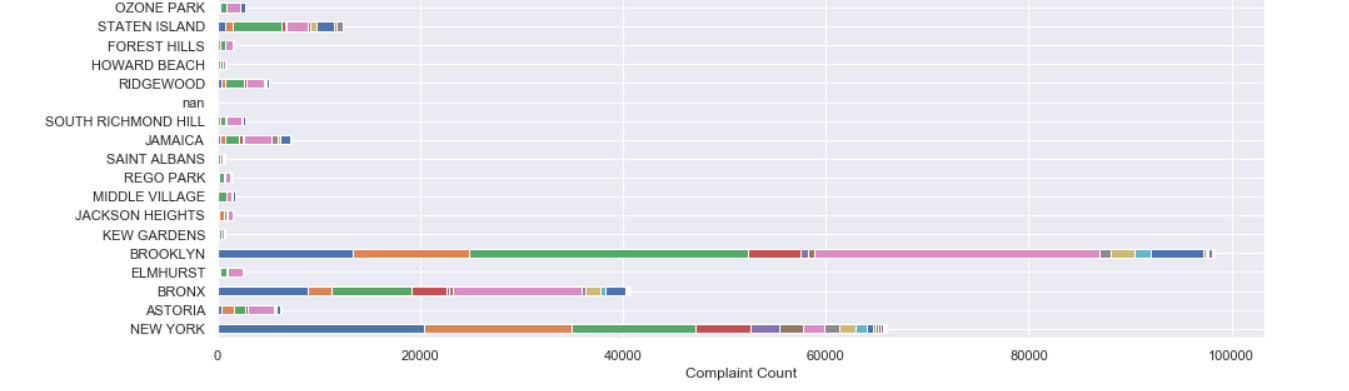 OZONE PARK
STATEN ISLAND
FOREST HILLS
HOWARD BEACH
RIDGEWOOD
nan
SOUTH RICHMOND HILL
JAMAICA
SAINT ALBANS
REGO PARK
MIDDLE VILLAGE
JACKSON HEIGHTS
KEW GARDENS
BROOKLYN
ELMHURST
BRONX
ASTORIA
NEW YORK
0 20000 40000 60000 80000 100000
Complaint Count